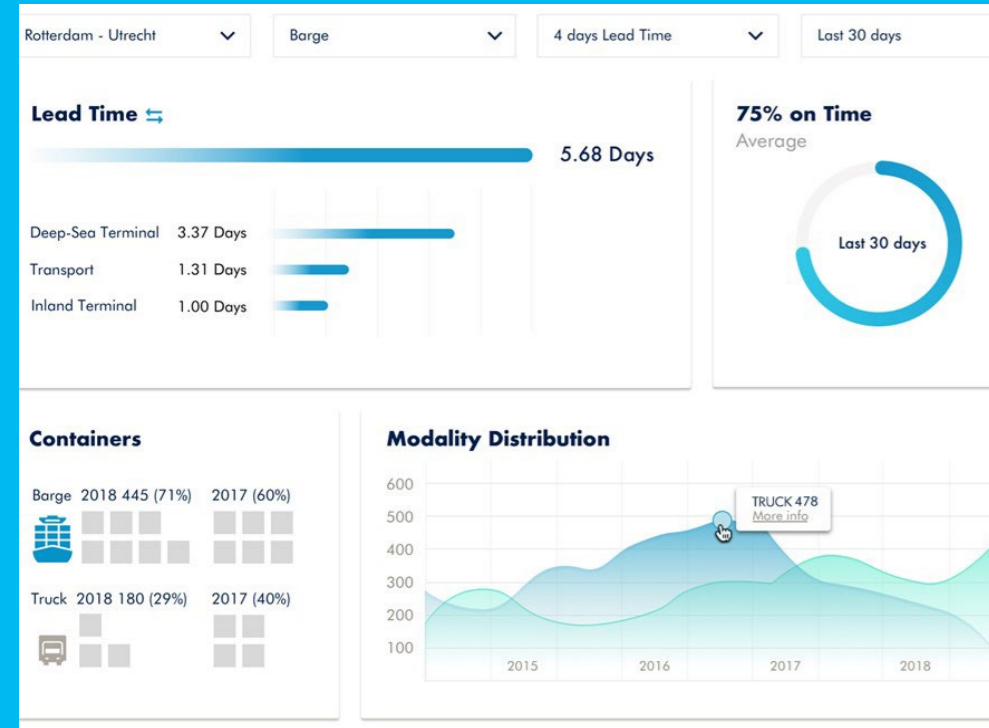 Rotterdam - Utrecht
Barge
4 days Lead Time
Last 30 days
Lead Time
5.68 Days
Deep-Sea Terminal 3.37 Days
Transport 1.31 Days
Inland Terminal 1.00 Days
75% on Time
Average
Last 30 days
Containers
Barge 2018 445 (71%) 2017 (60%)
Truck 2018 180 (29%) 2017 (40%)
Modality Distribution
600
500
400
300
200
100
TRUCK 478
More info
2015 2016 2017 2018